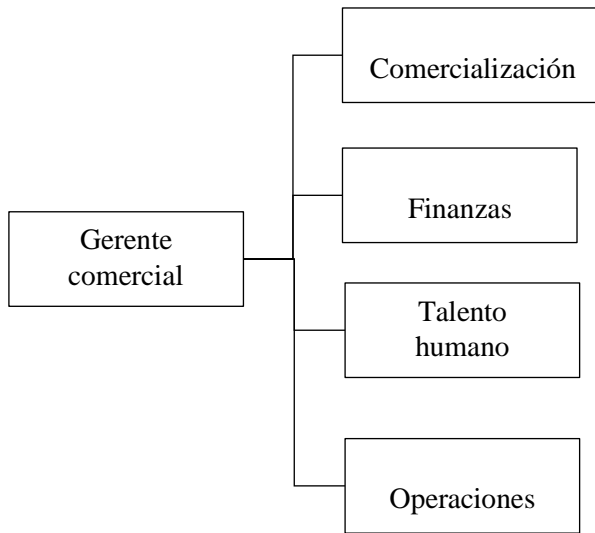 Comercialización
Finanzas
Gerente
comercial
Talento
humano
Operaciones